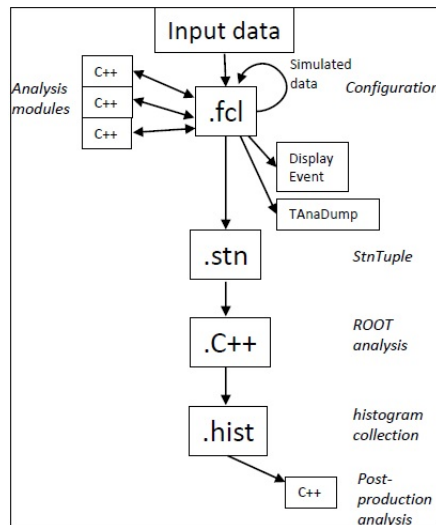 Input data
C++
C++
C++
Analysis
modules
Simulated
data
.fcl
Configuration
Display
Event
TAnaDump
.stn
StnTuple
.C++
ROOT
analysis
.hist
histogram
collection
C++
Post-
production
analysis